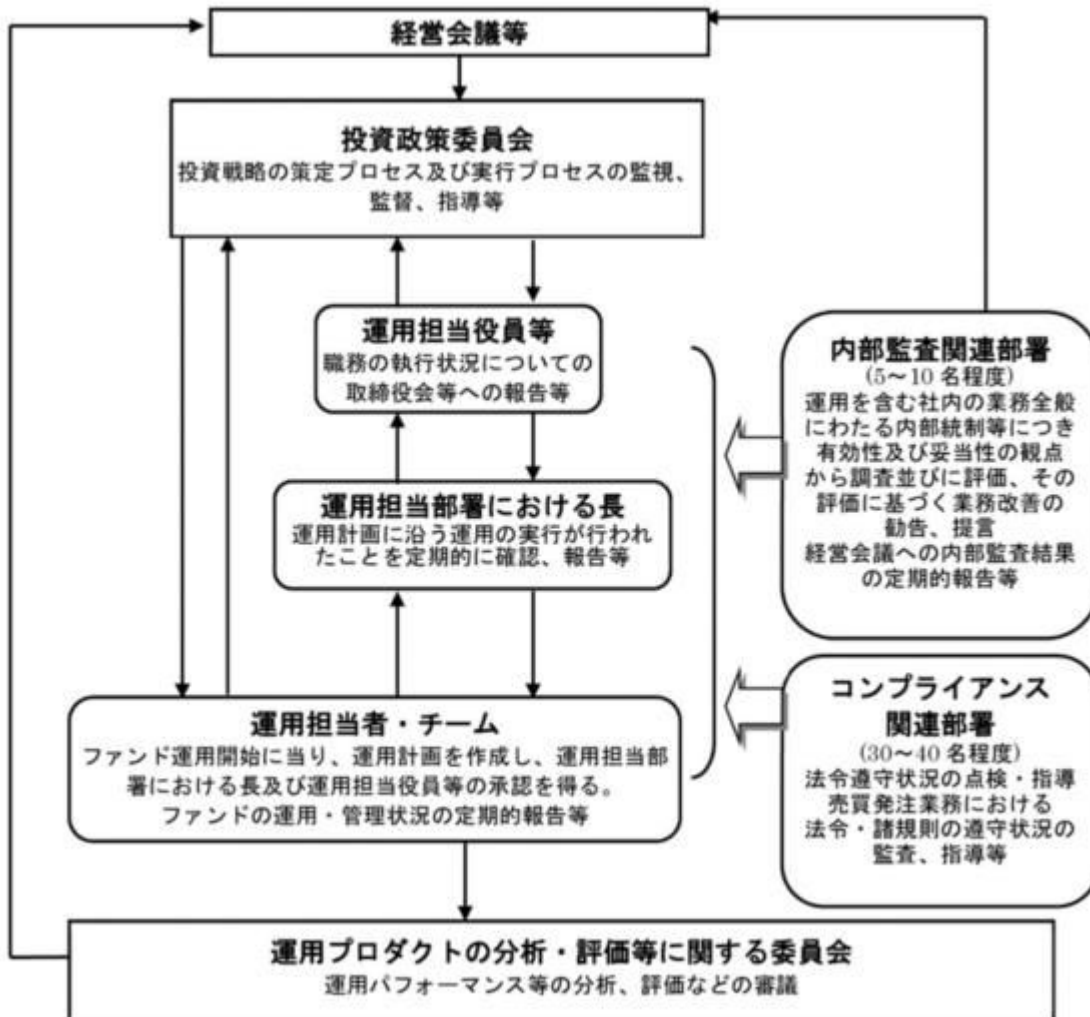 経営会議等
投資政策委員会
投資戦略の策定プロセス及び実行プロセスの監視、
監督、指導等
運用担当役員等
職務の執行状況についての
取締役会等への報告等
運用担当部署における長
運用計画に沿う運用の実行が行われ
たことを定期的に確認、報告等
運用担当者・チーム
ファンド運用開始に当り、運用計画を作成し、運用担当部
署における長及び運用担当役員等の承認を得る。
ファンドの運用・管理状況の定期的報告等
内部監査関連部署
(5～10 名程度)
運用を含む社内の業務全般
にわたる内部統制等につき
有効性及び妥当性の観点
から調査並びに評価、その
評価に基づく業務改善の
勧告、提言
経営会議への内部監査結果
の定期的報告等
コンプライアンス
関連部署
(30～40 名程度)
法令遵守状況の点検・指導
売買発注業務における
法令・諸規則の遵守状況の
監査、指導等
運用プロダクトの分析・評価等に関する委員会
運用パフォーマンス等の分析、評価などの審議